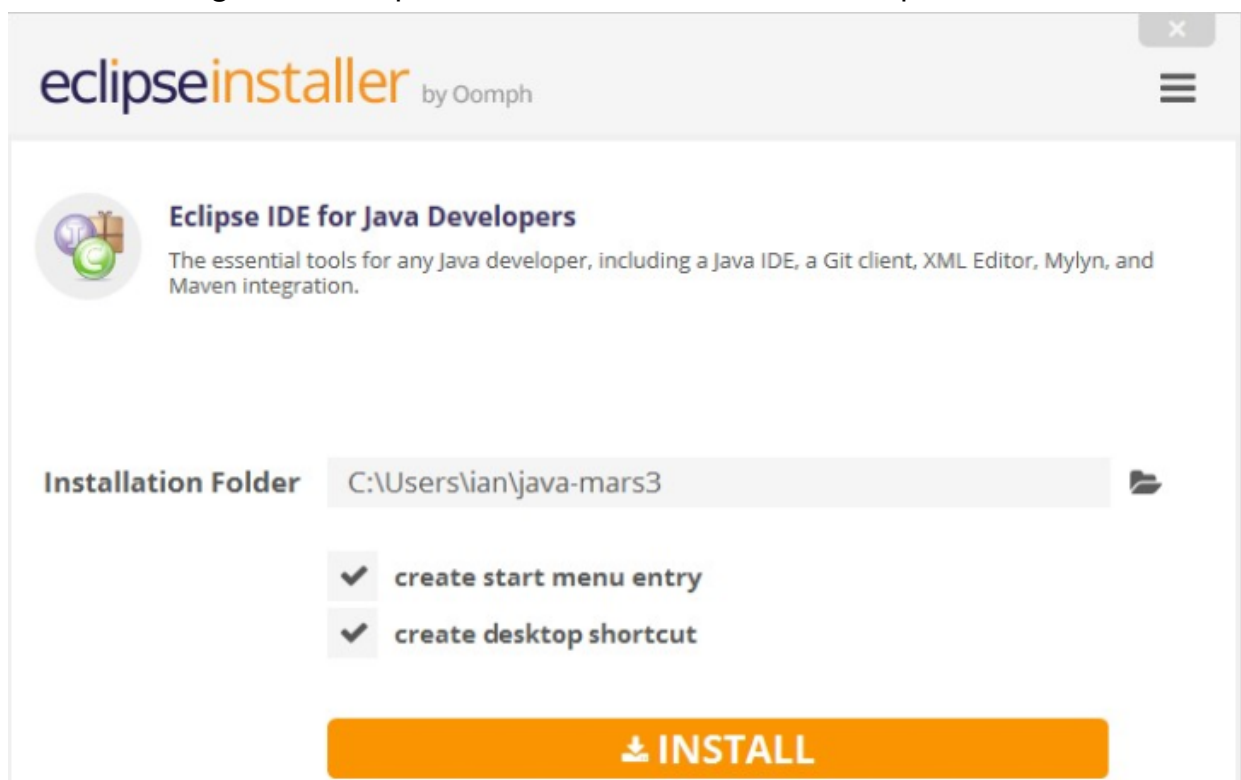 eclipseinstaller by Oomph
Eclipse IDE for Java Developers
The essential tools for any Java developer, including a Java IDE, a Git client, XML Editor, Mylyn, and
Maven integration.
Installation Folder C:\Users\ian\java-mars3
create start menu entry
create desktop shortcut
INSTALL